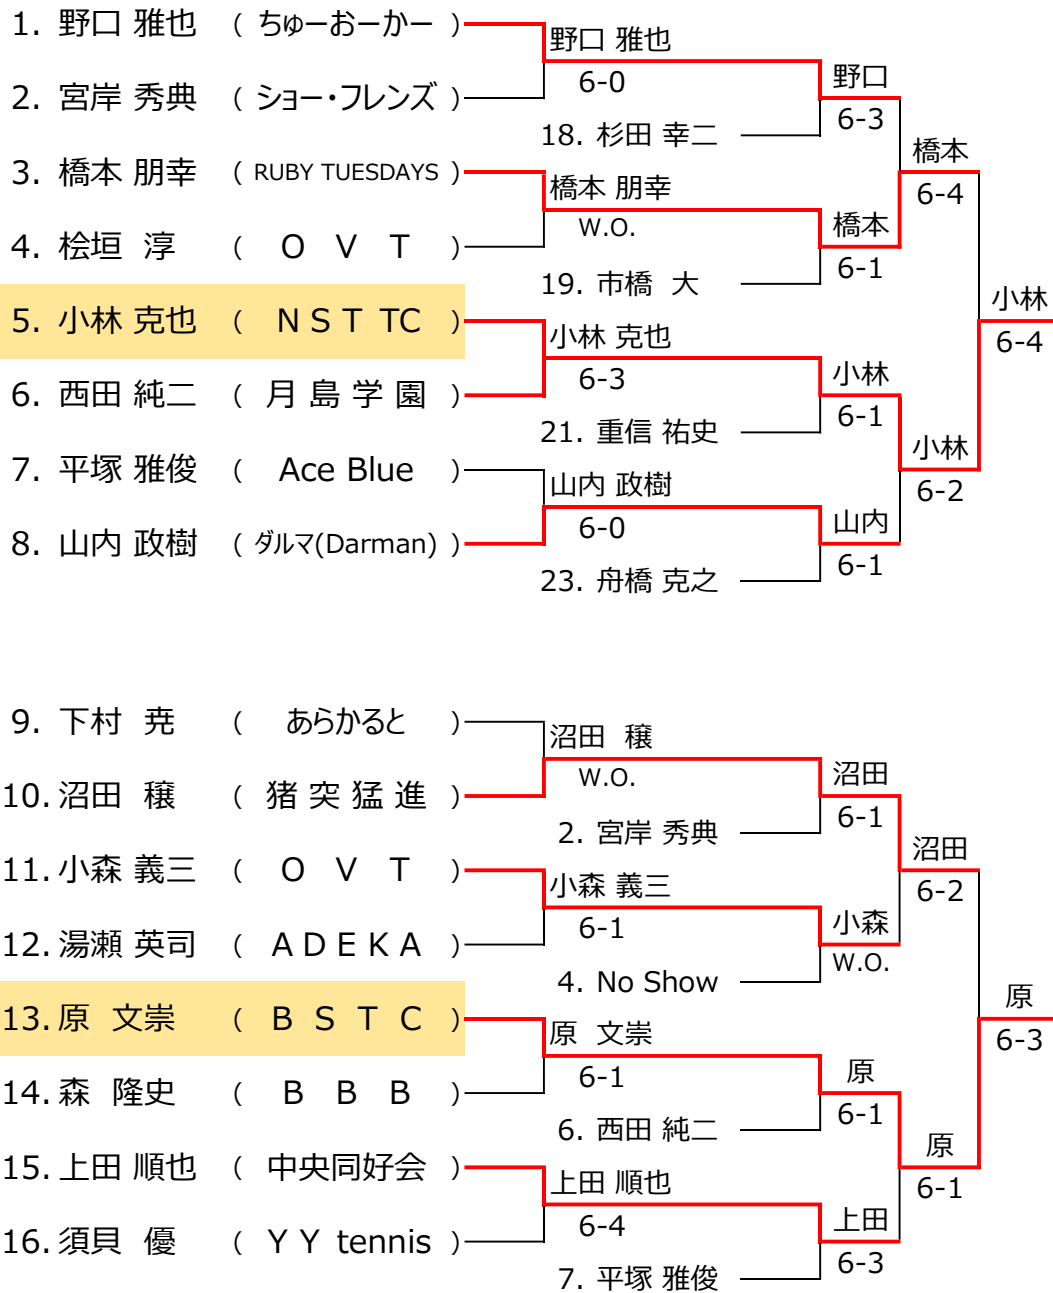 1. 野口 雅也 ( ちゅーおーかー )
野口 雅也
6-0
野口
2. 宮岸 秀典 ( ショー・フレンズ )
6-3
18. 杉田 幸二
橋本
3. 橋本 朋幸 ( RUBY TUESDAYS )
橋本 朋幸
6-4
W.O.
橋本
4. 桧垣 淳 ( O V T )
6-1
19. 市橋 大
小林
5. 小林 克也 ( N S T TC )
小林 克也
6-4
6-3
小林
6. 西田 純二 ( 月 島 学 園 )
6-1
21. 重信 祐史
小林
7. 平塚 雅俊 ( Ace Blue )
山内 政樹
6-2
6-0
山内
8. 山内 政樹 ( ダルマ(Darman) )
6-1
23. 舟橋 克之
9. 下村 尭 ( あらかると )
沼田 穣
W.O.
沼田
10. 沼田 穣 ( 猪 突 猛 進 )
6-1
2. 宮岸 秀典
沼田
11. 小森 義三 ( O V T )
小森 義三
6-2
6-1
小森
12. 湯瀬 英司 ( A D E K A )
W.O.
4. No Show
原
13. 原 文崇 ( B S T C )
原 文崇
6-3
6-1
原
14. 森 隆史 ( B B B )
6-1
6. 西田 純二
原
15. 上田 順也 ( 中央同好会 )
上田 順也
6-1
6-4
上田
16. 須貝 優 ( Y Y tennis )
6-3
7. 平塚 雅俊